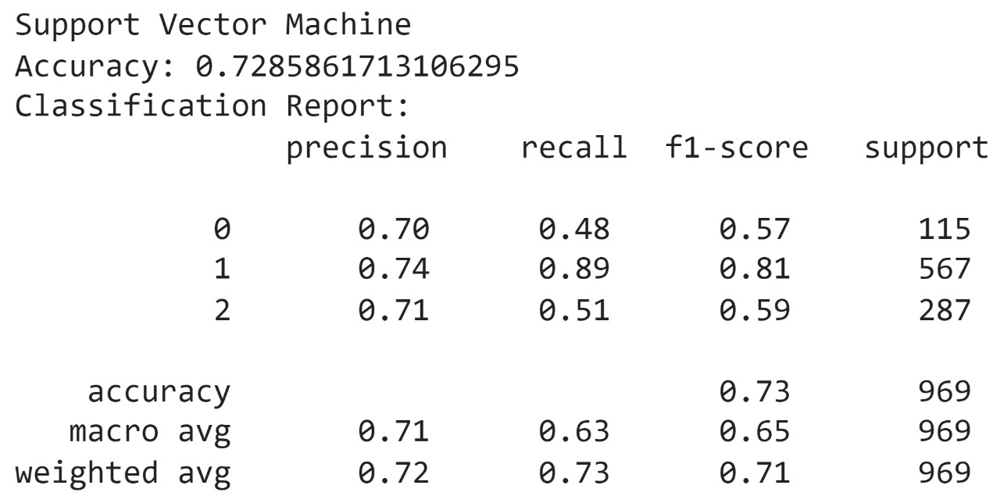 Support Vector Machine
Accuracy: 0.7285861713106295
Classification Report:
precision recall f1-score support
0 0.70 0.48 0.57 115
1 0.74 0.89 0.81 567
2 0.71 0.51 0.59 287
accuracy 0.73 969
macro avg 0.71 0.63 0.65 969
weighted avg 0.72 0.73 0.71 969